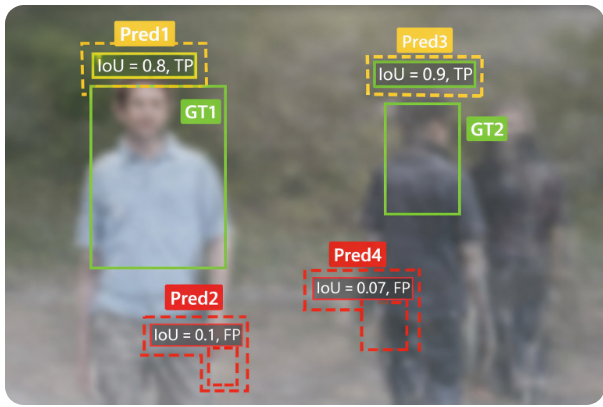 Pred1
IoU = 0.8, TP
GT1
Pred3
IoU = 0.9, TP
GT2
Pred2
IoU = 0.1, FP
Pred4
IoU = 0.07, FP